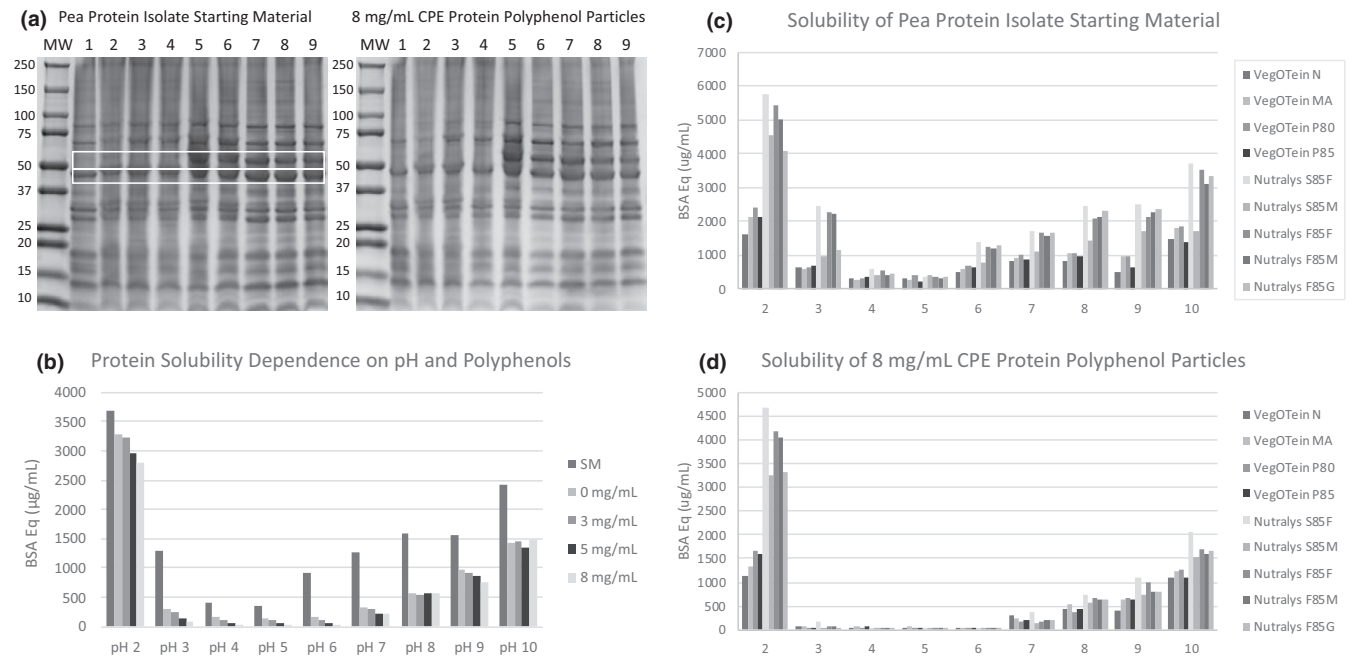 (a)
Pea Protein Isolate Starting Material
MW 1 2 3 4 5 6 7 8 9
250
150
100
75
50
37
25
20
15
10
8 mg/mL CPE Protein Polyphenol Particles
MW 1 2 3 4 5 6 7 8 9
250
150
100
75
50
37
25
20
15
10
(b) Protein Solubility Dependence on pH and Polyphenols
BSA Eq (µg/mL)
4000
3500
3000
2500
2000
1500
1000
500
0
pH 2 pH 3 pH 4 pH 5 pH 6 pH 7 pH 8 pH 9 pH 10
SM
0 mg/mL
3 mg/mL
5 mg/mL
8 mg/mL
(c) Solubility of Pea Protein Isolate Starting Material
BSA Eq (ug/mL)
7000
6000
5000
4000
3000
2000
1000
0
2 3 4 5 6 7 8 9 10
VegOTein N
VegOTein MA
VegOTein P80
VegOTein P85
Nutralys S85F
Nutralys S85M
Nutralys F85F
Nutralys F85M
Nutralys F85G
(d) Solubility of 8 mg/mL CPE Protein Polyphenol Particles
BSA Eq (ug/mL)
5000
4500
4000
3500
3000
2500
2000
1500
1000
500
0
2 3 4 5 6 7 8 9 10
VegOTein N
VegOTein MA
VegOTein P80
VegOTein P85
Nutralys S85F
Nutralys S85M
Nutralys F85F
Nutralys F85M
Nutralys F85G